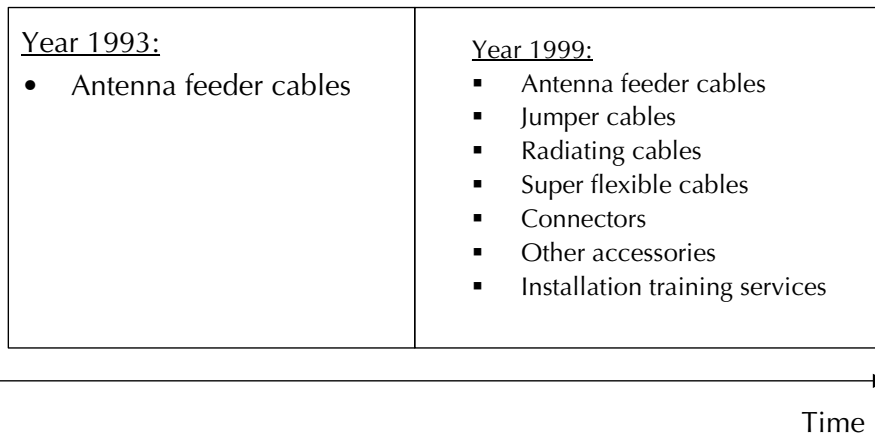 Year 1993:
• Antenna feeder cables
Year 1999:
▪ Antenna feeder cables
▪ Jumper cables
▪ Radiating cables
▪ Super flexible cables
▪ Connectors
▪ Other accessories
▪ Installation training services
Time